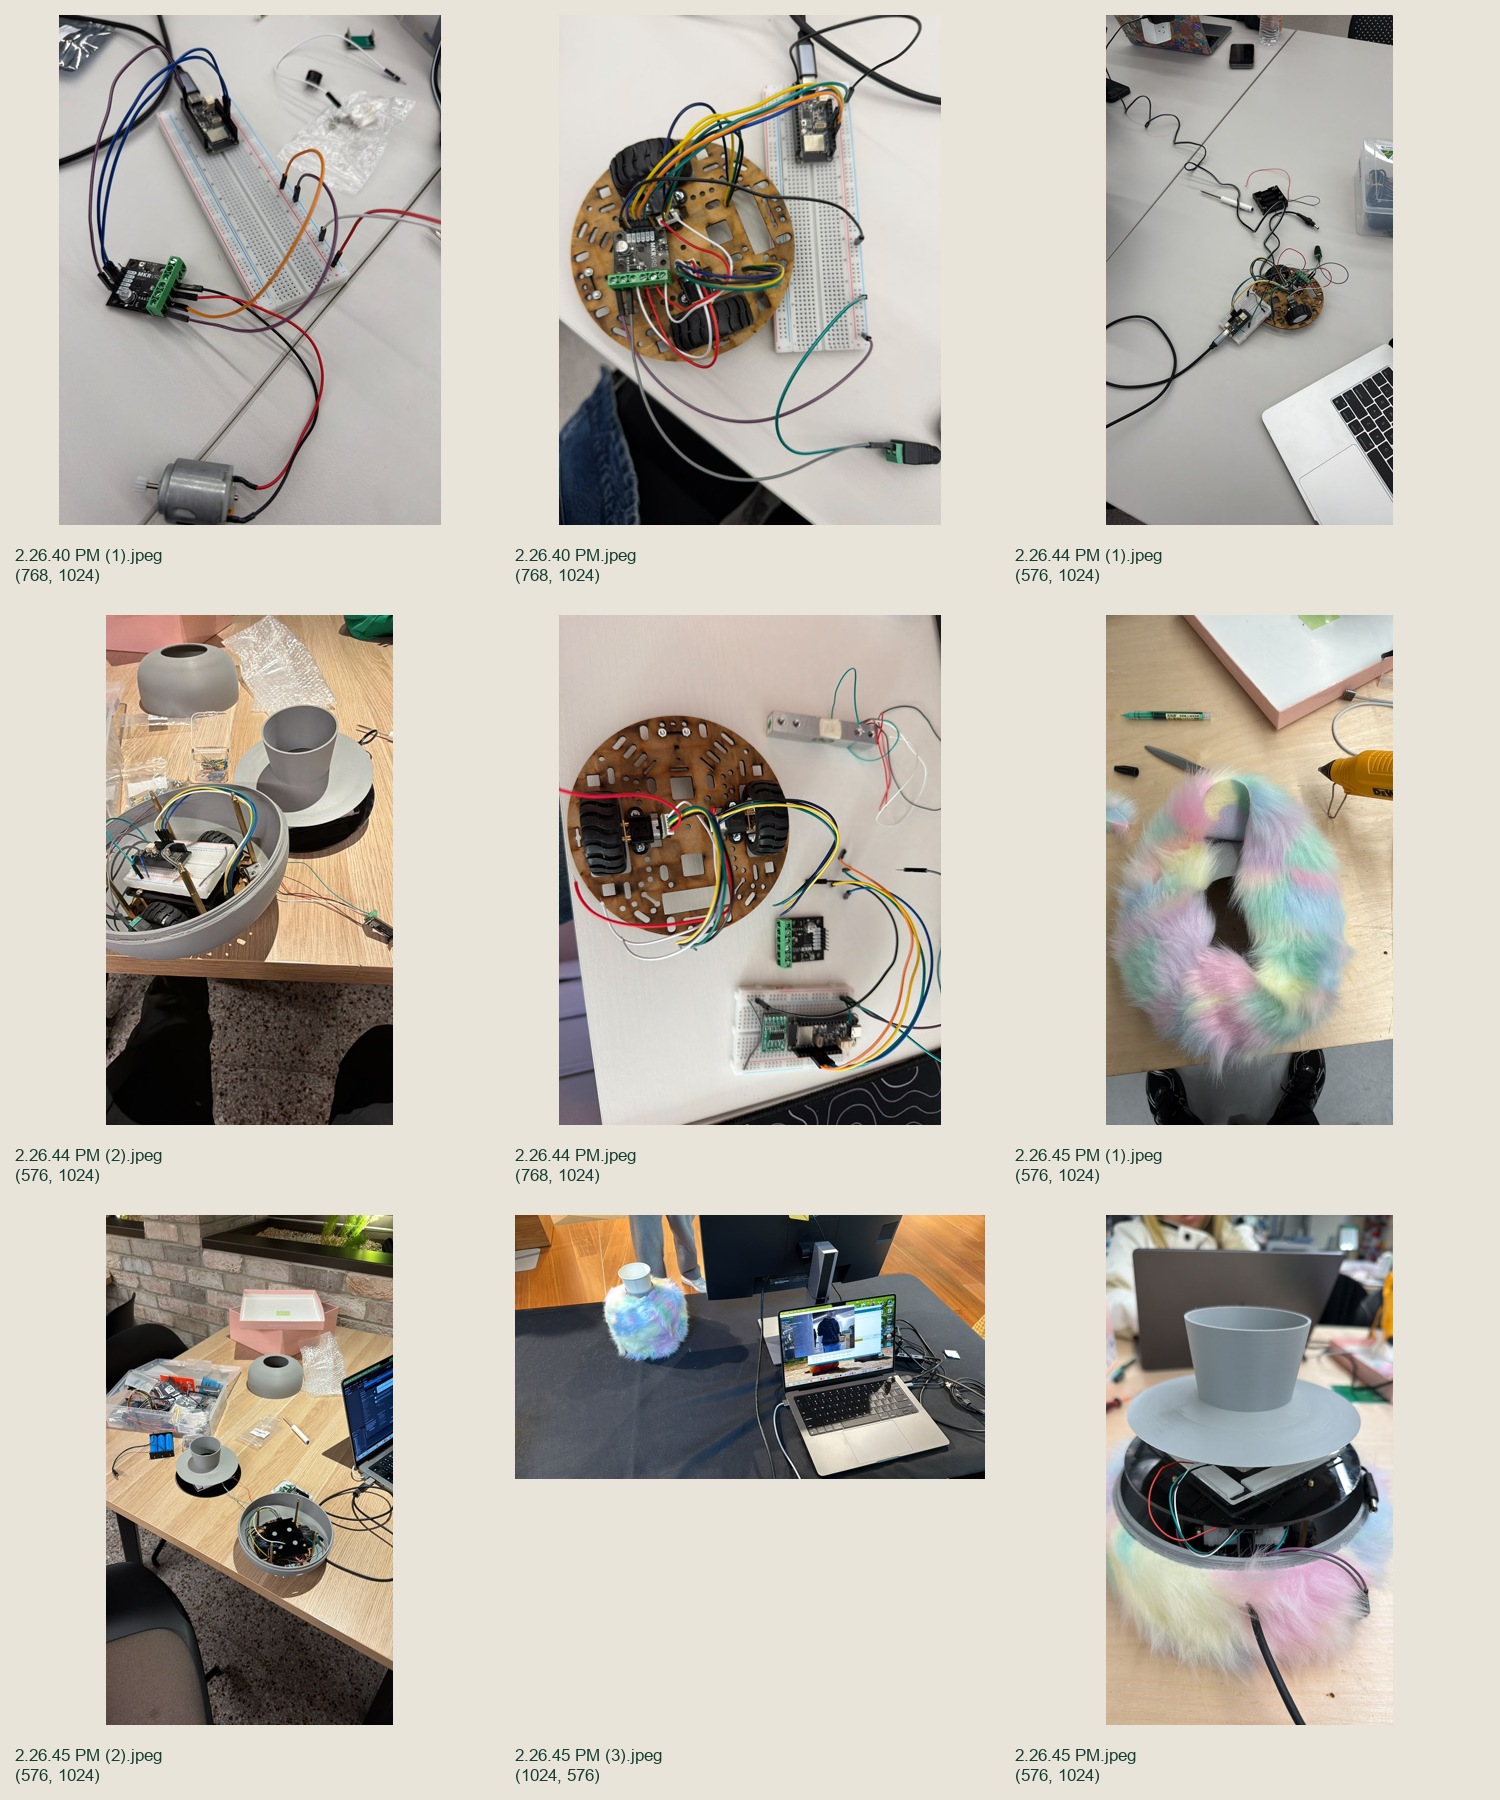 2.26.40 PM (1).jpeg
(768, 1024)
2.26.40 PM.jpeg
(768, 1024)
2.26.44 PM (1).jpeg
(576, 1024)
2.26.44 PM (2).jpeg
(576, 1024)
2.26.44 PM.jpeg
(768, 1024)
2.26.45 PM (1).jpeg
(576, 1024)
2.26.45 PM (2).jpeg
(576, 1024)
2.26.45 PM (3).jpeg
(1024, 576)
2.26.45 PM.jpeg
(576, 1024)